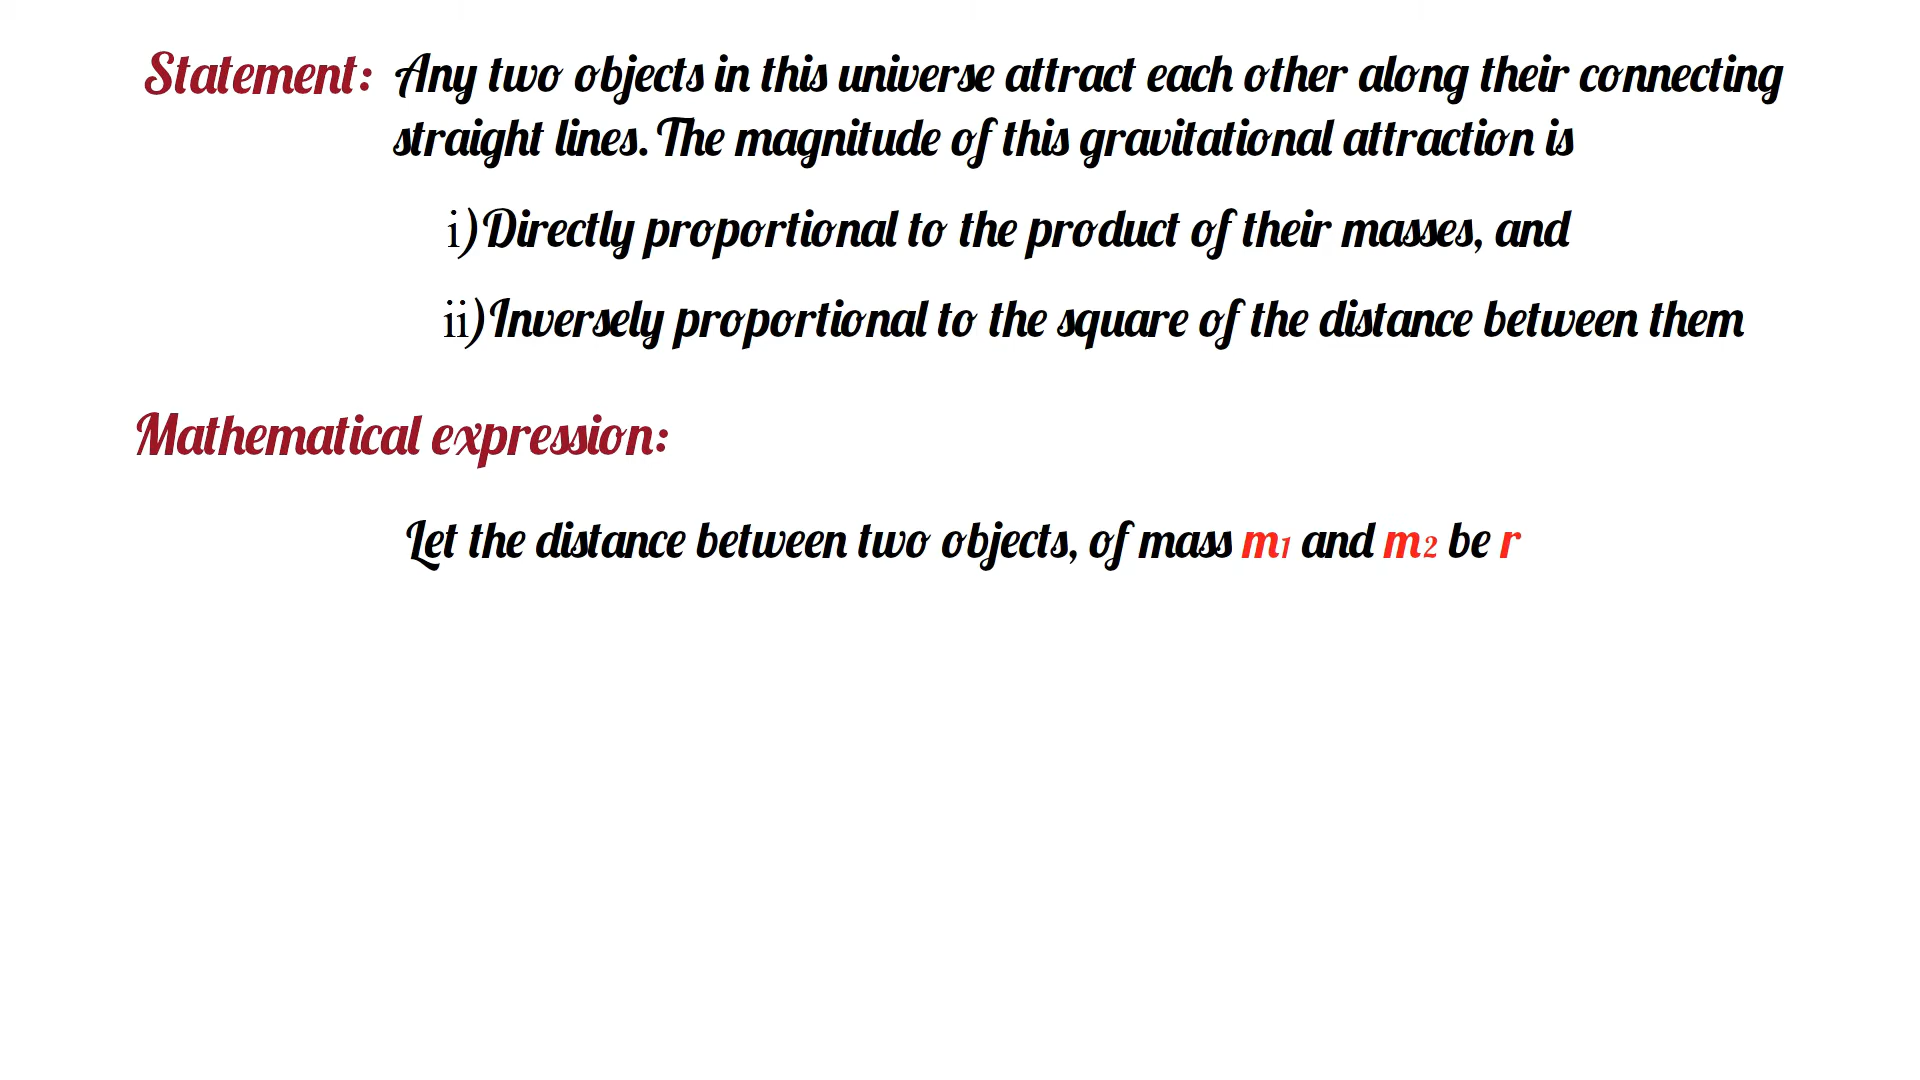 Statement: Any two objects in this universe attract each other along their connecting
straight lines. The magnitude of this gravitational attraction is
i)Directly proportional to the product of their masses, and
ii)Inversely proportional to the square of the distance between them
Mathematical expression:
Let the distance between two objects, of mass m₁ and m₂ be r